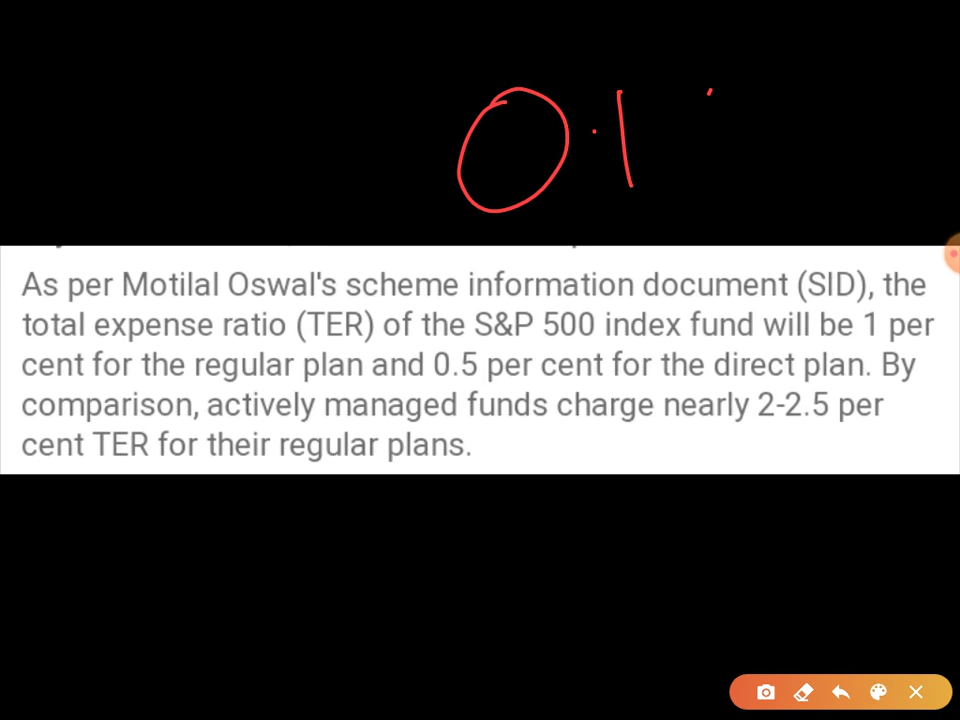 0.1
As per Motilal Oswal's scheme information document (SID), the
total expense ratio (TER) of the S&P 500 index fund will be 1 per
cent for the regular plan and 0.5 per cent for the direct plan. By
comparison, actively managed funds charge nearly 2-2.5 per
cent TER for their regular plans.